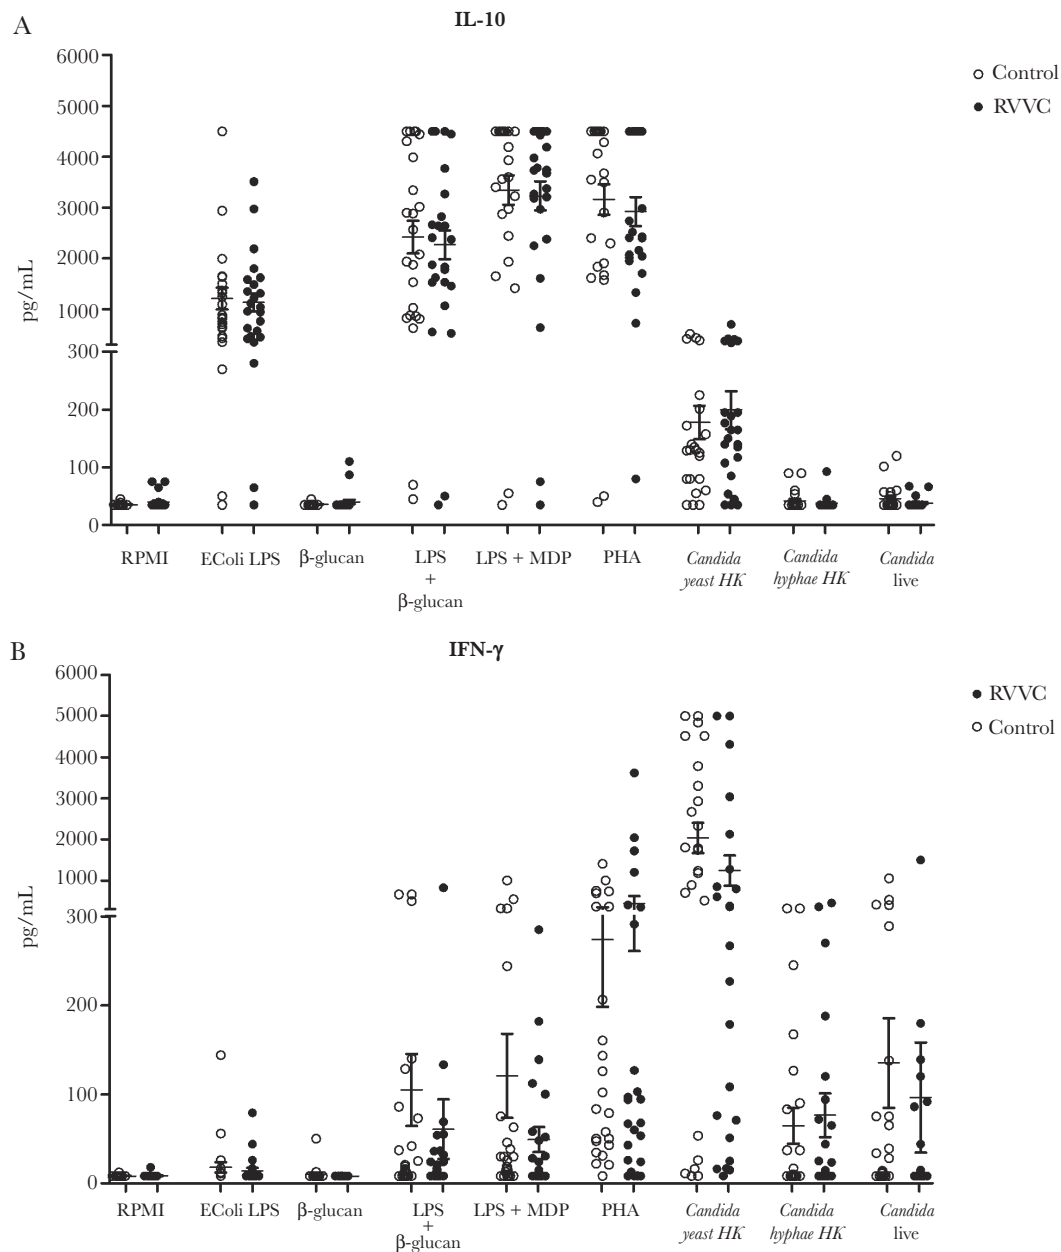 A
IL-10
6000
5000
4000
3000
2000
1000
300
200
100
0
pg/mL
Control
RVVC
RPMI
EColi LPS
β-glucan
LPS
+
β-glucan
LPS + MDP
PHA
Candida
yeast HK
Candida
hyphae HK
Candida
live
B
IFN-γ
6000
5000
4000
3000
2000
1000
300
200
100
0
pg/mL
RVVC
Control
RPMI
EColi LPS
β-glucan
LPS
+
β-glucan
LPS + MDP
PHA
Candida
yeast HK
Candida
hyphae HK
Candida
live